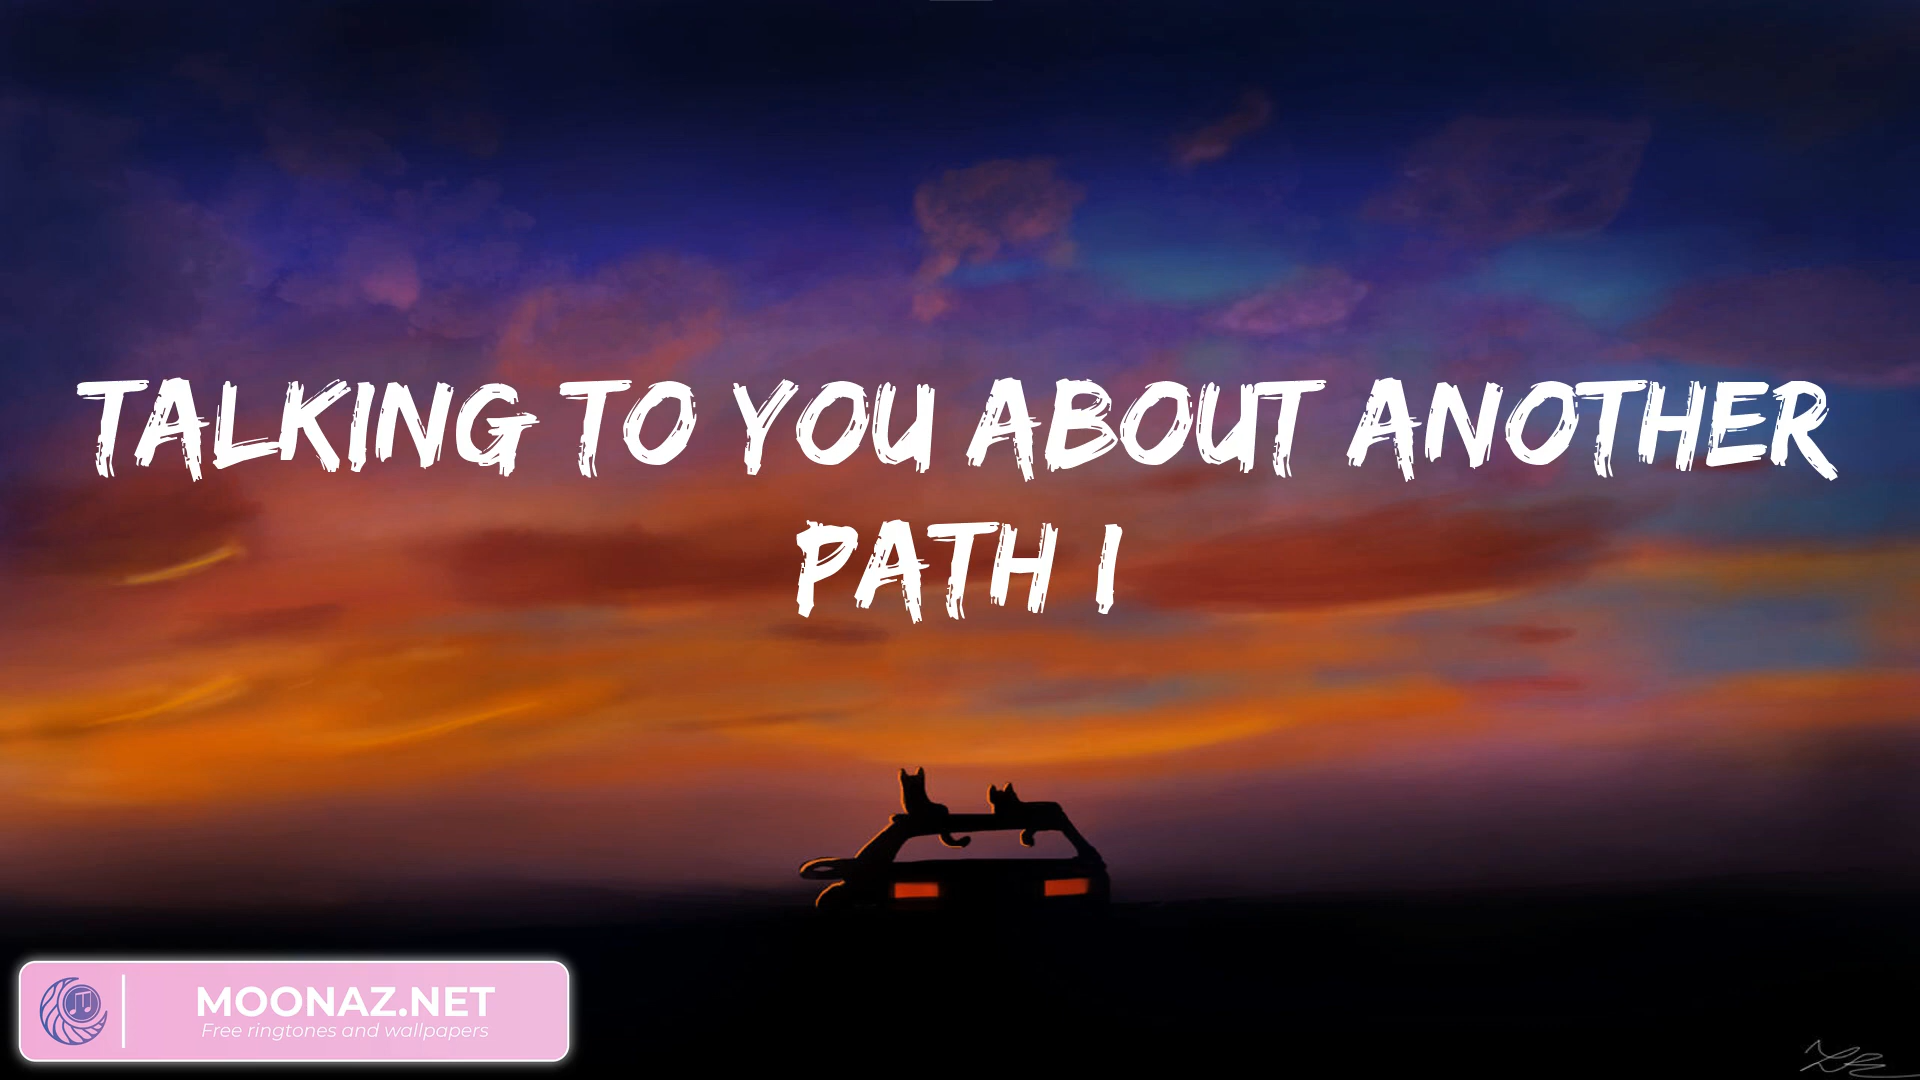 TALKING TO YOU ABOUT ANOTHER
PATH I
MOONAZ.NET
Free ringtones and wallpapers